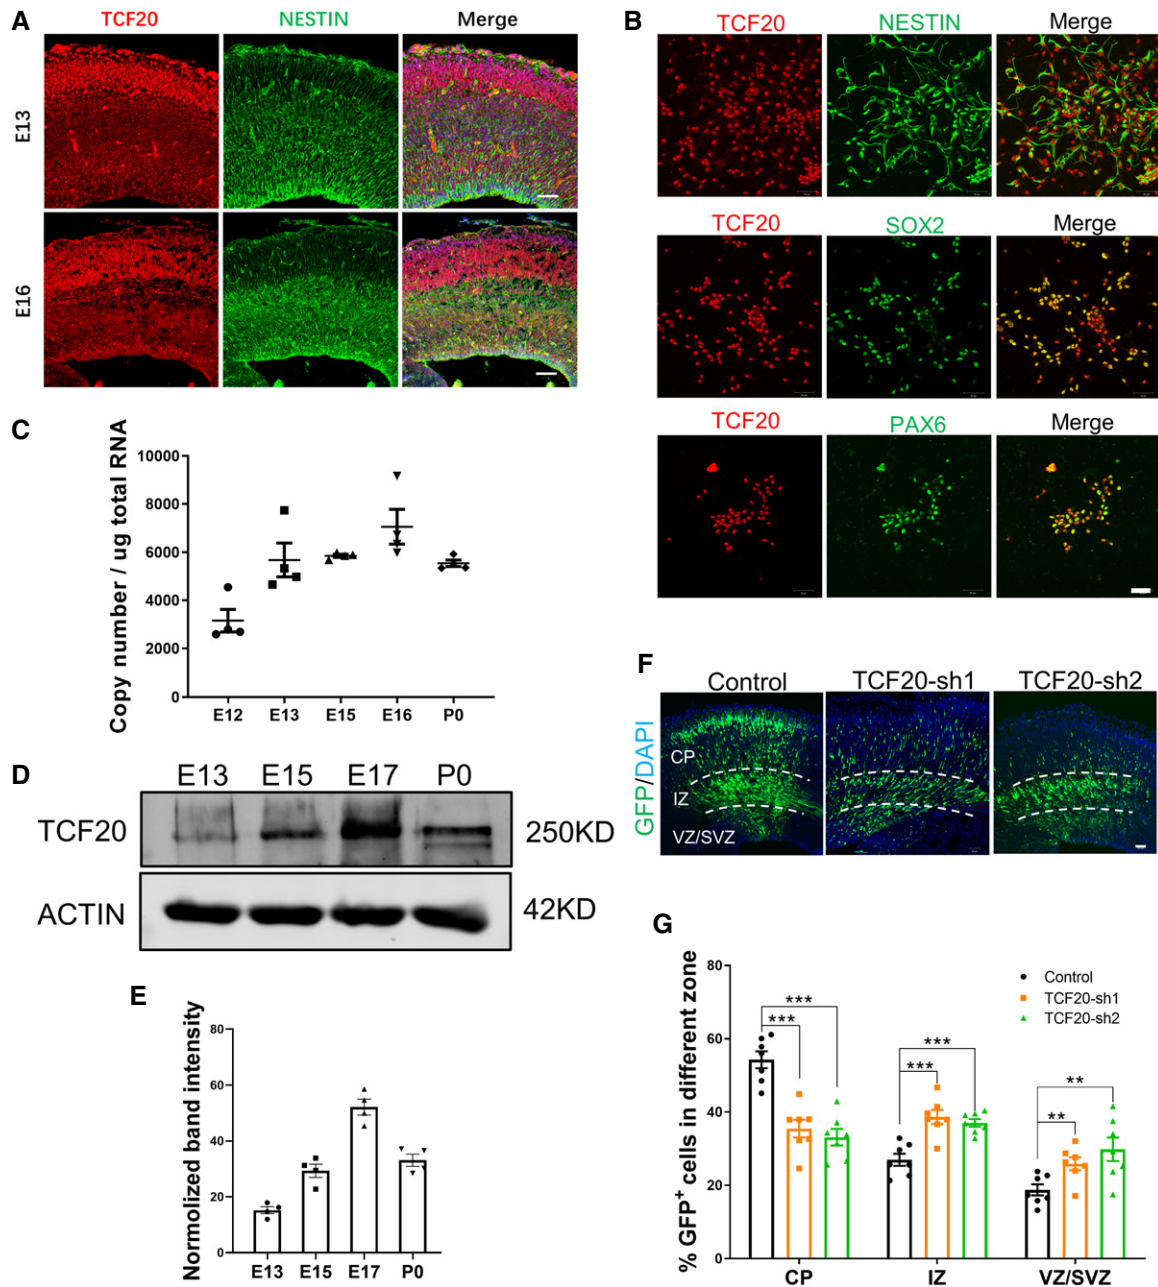 A
TCF20 NESTIN Merge
E13
E16
B
TCF20 NESTIN Merge
TCF20 SOX2 Merge
TCF20 PAX6 Merge
C
Copy number / ug total RNA
10000
8000
6000
4000
2000
0
E12 E13 E15 E16 P0
D
E13 E15 E17 P0
TCF20 250KD
ACTIN 42KD
E
Normolized band intensity
80
60
40
20
0
E13 E15 E17 P0
F
Control TCF20-sh1 TCF20-sh2
GFP/DAPI
CP
IZ
VZ/SVZ
G
% GFP+ cells in different zone
80
60
40
20
0
Control
TCF20-sh1
TCF20-sh2
*** ***
*** ***
** **
CP IZ VZ/SVZ